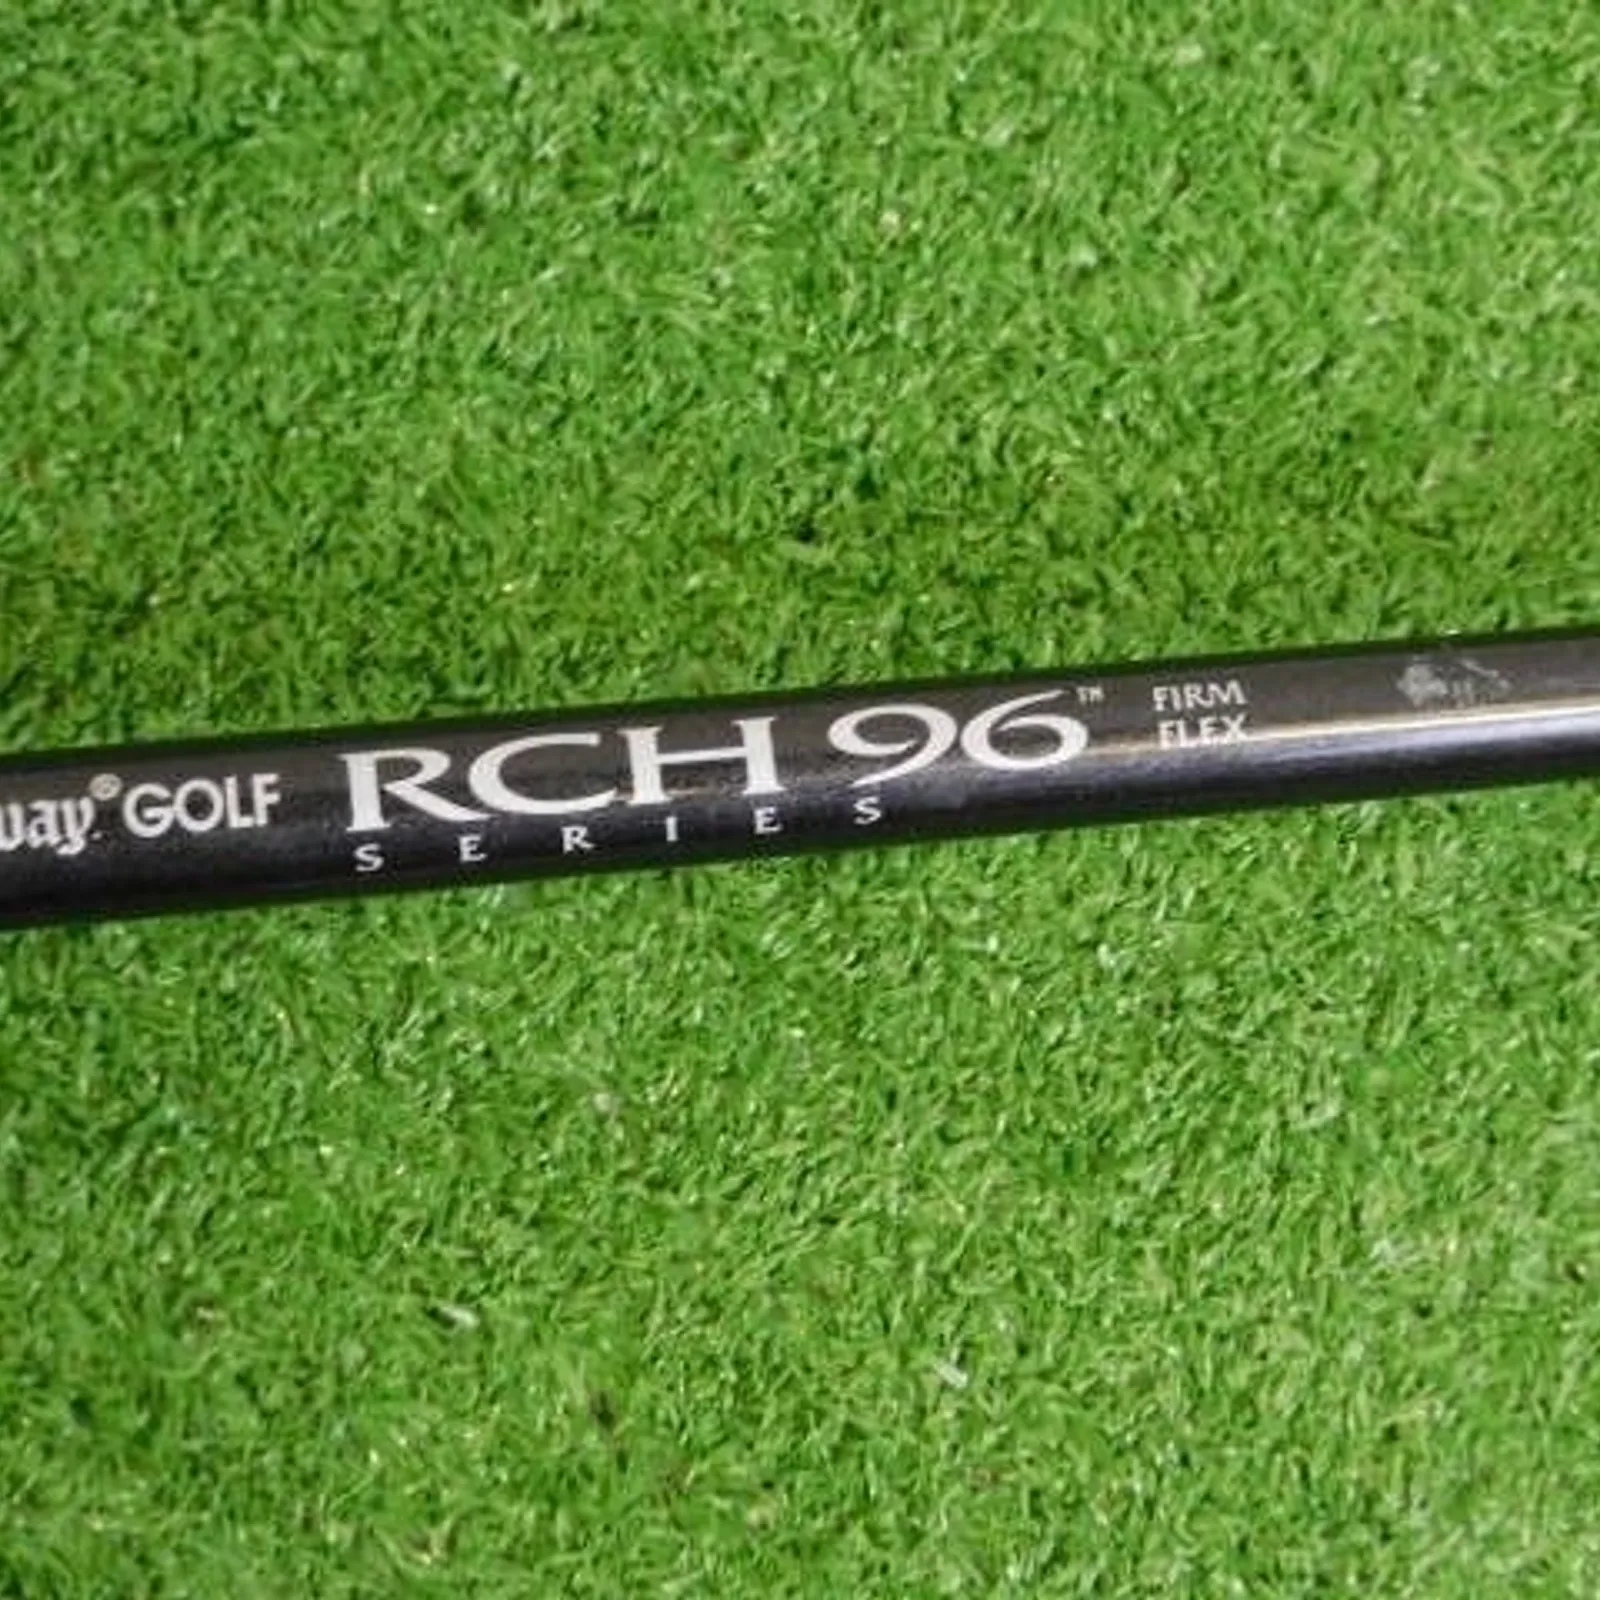 way® GOLF RCH 96™ FIRM FLEX
SERIES